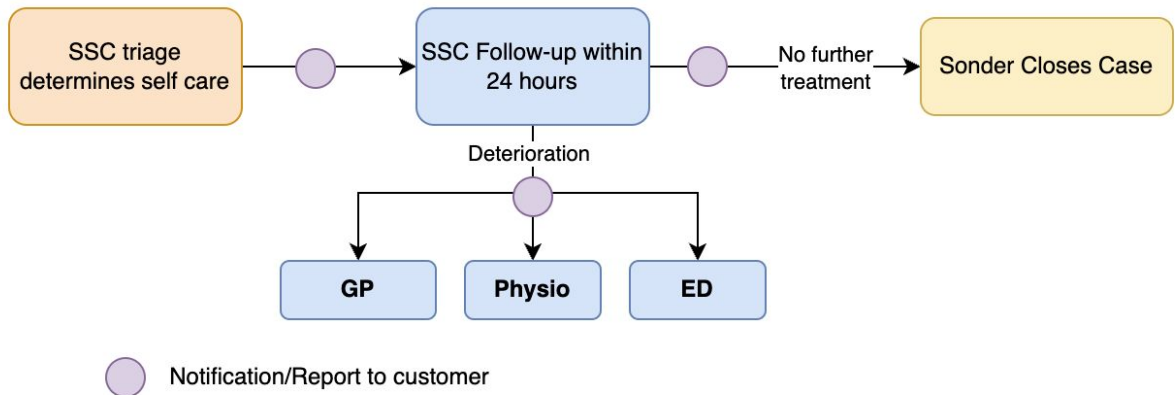 SSC triage
determines self care
SSC Follow-up within
24 hours
No further
treatment
Sonder Closes Case
Deterioration
GP
Physio
ED
Notification/Report to customer